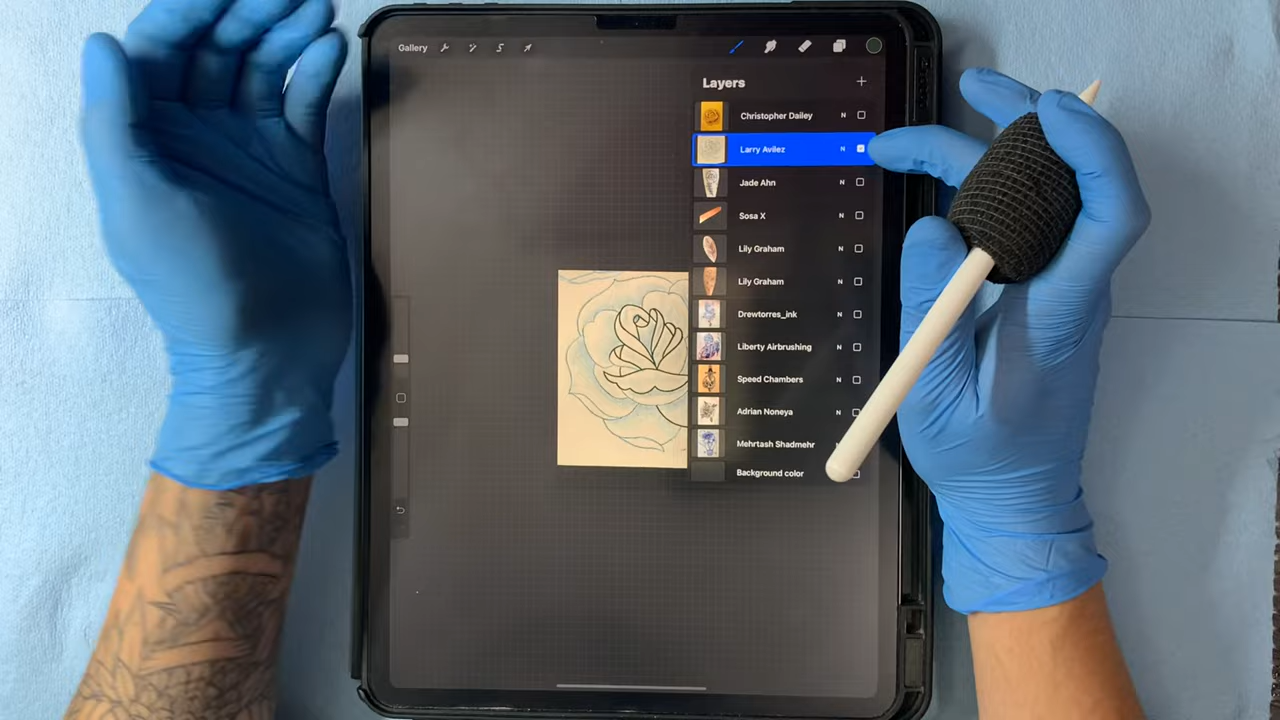 Gallery
Layers
Christopher Dailey N
Larry Avilez N
Jade Ahn N
Sosa X N
Lily Graham N
Lily Graham N
Drewtorres_ink N
Liberty Airbrushing N
Speed Chambers N
Adrian Noneya N
Mehrtash Shadmehr
Background color